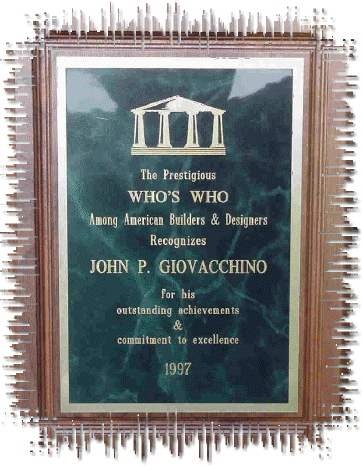 The Prestigious
WHO'S WHO
Among American Builders & Designers
Recognizes
JOHN P. GIOVACCHINO
for his
outstanding achievements
&
commitment to excellence
1997